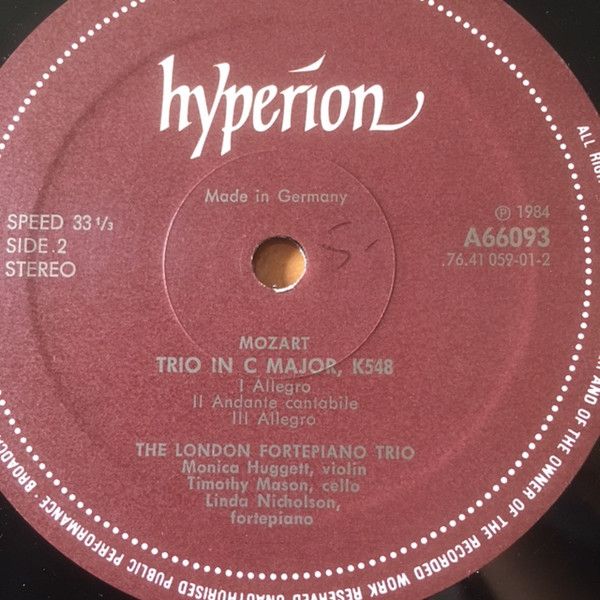 hyperion
Made in Germany
SPEED 33 1/3
SIDE.2
STEREO
℗ 1984
A66093
.76.41 059-01-2
MOZART
TRIO IN C MAJOR, K548
I Allegro
II Andante cantabile
III Allegro
THE LONDON FORTEPIANO TRIO
Monica Huggett, violin
Timothy Mason, cello
Linda Nicholson,
fortepiano
ALL RIGH
AND OF THE OWNER OF THE RECORDED WORK RESERVED UNAUTHORISED PUBLIC PERFORMANCE · BROADCA